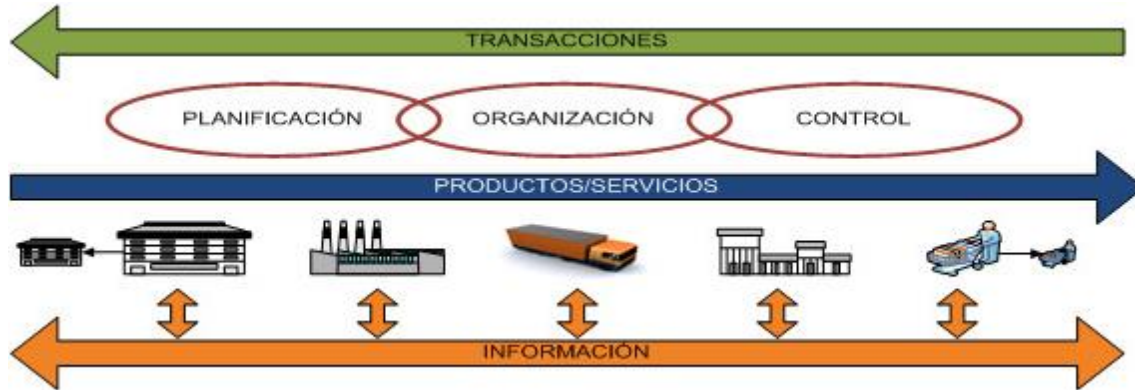 TRANSACCIONES
PLANIFICACIÓN ORGANIZACIÓN CONTROL
PRODUCTOS/SERVICIOS
INFORMACIÓN